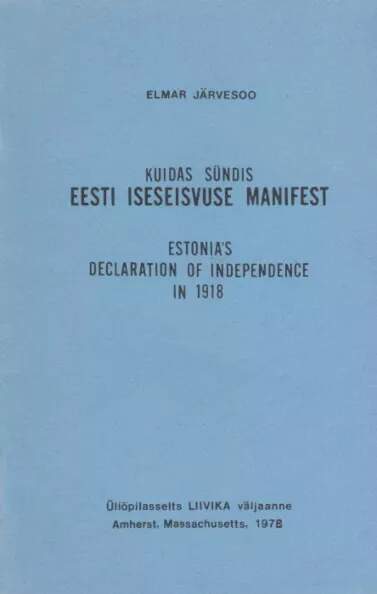 ELMAR JÄRVESOO
KUIDAS SÜNDIS
EESTI ISESEISVUSE MANIFEST
ESTONIA'S
DECLARATION OF INDEPENDENCE
IN 1918
Üliõpilasselts LIIVIKA väljaanne
Amherst, Massachusetts, 1978